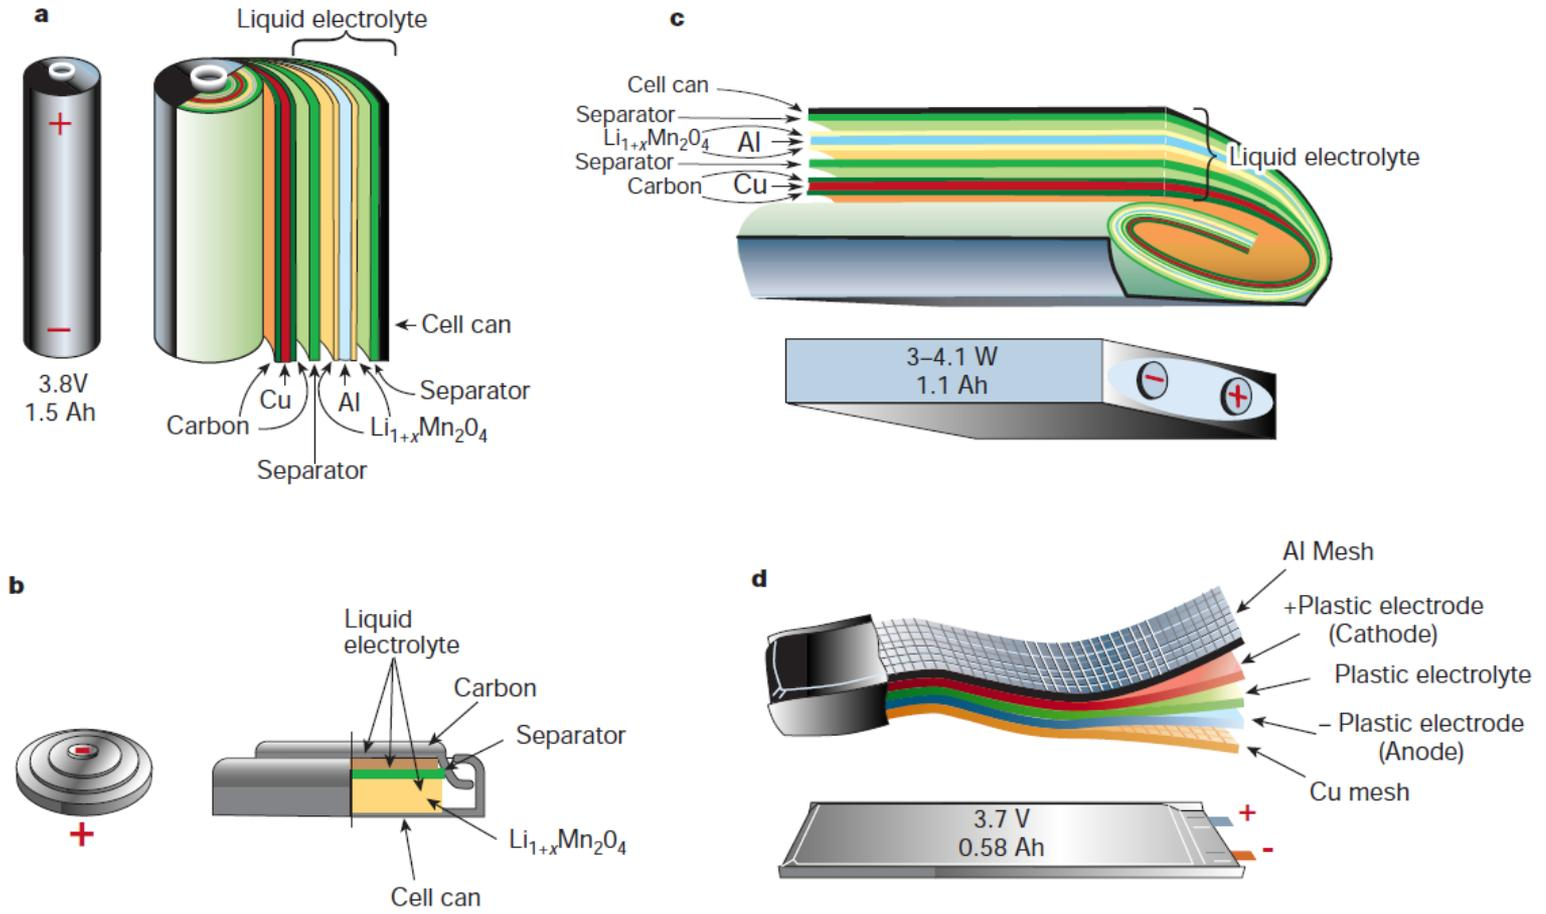 a
Liquid electrolyte
+
−
3.8V
1.5 Ah
Cell can
Separator
Cu
Al
Carbon
Li1+xMn2O4
Separator
c
Cell can
Separator
Li1+xMn2O4
Al
Separator
Carbon
Cu
Liquid electrolyte
3–4.1 W
1.1 Ah
−
+
b
Liquid
electrolyte
Carbon
Separator
Li1+xMn2O4
Cell can
-
+
d
Al Mesh
+Plastic electrode
(Cathode)
Plastic electrolyte
– Plastic electrode
(Anode)
Cu mesh
3.7 V
0.58 Ah
+
-